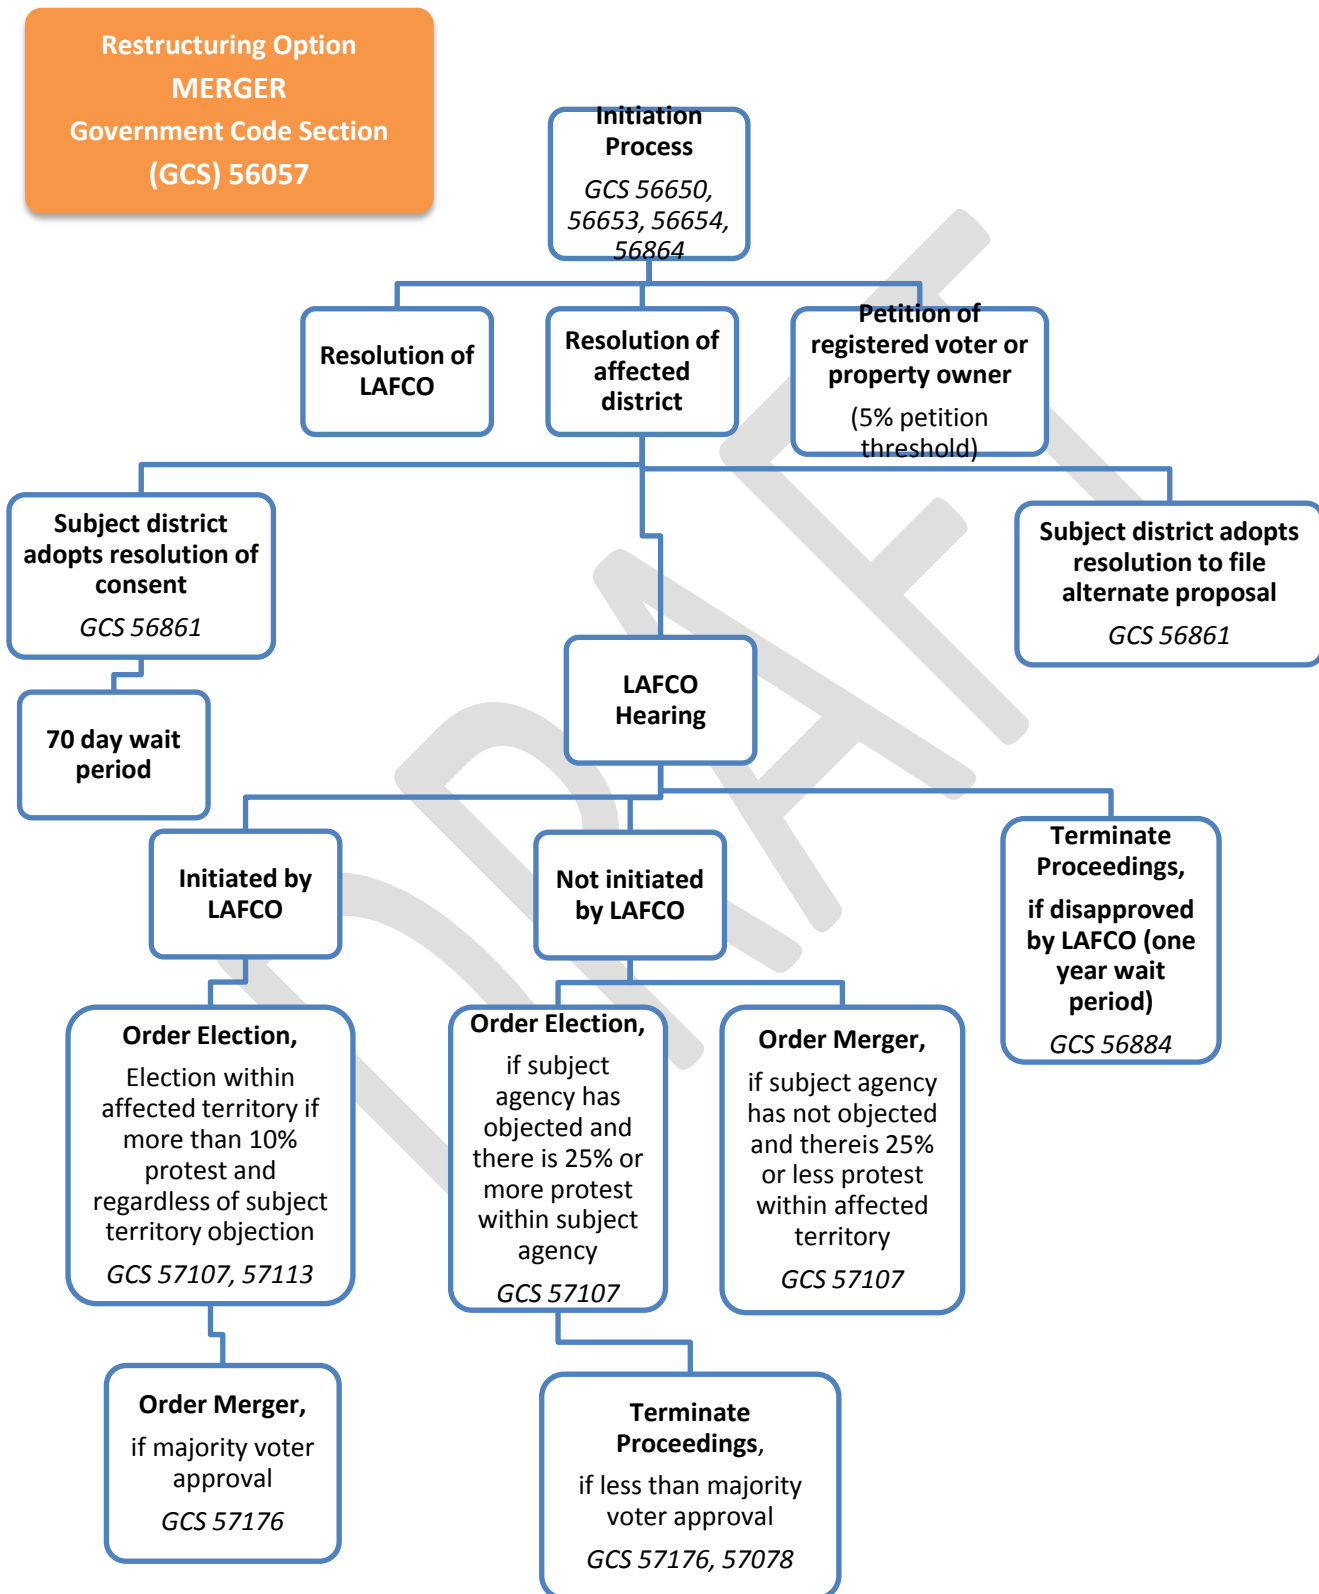 Restructuring Option
MERGER
Government Code Section
(GCS) 56057
Initiation
Process
GCS 56650,
56653, 56654,
56864
Resolution of
LAFCO
Resolution of
affected
district
Petition of
registered voter or
property owner
(5% petition
threshold)
Subject district
adopts resolution of
consent
GCS 56861
Subject district adopts
resolution to file
alternate proposal
GCS 56861
70 day wait
period
LAFCO
Hearing
Initiated by
LAFCO
Not initiated
by LAFCO
Terminate
Proceedings,
if disapproved
by LAFCO (one
year wait
period)
GCS 56884
Order Election,
Election within
affected territory if
more than 10%
protest and
regardless of subject
territory objection
GCS 57107, 57113
Order Election,
if subject
agency has
objected and
there is 25% or
more protest
within subject
agency
GCS 57107
Order Merger,
if subject agency
has not objected
and thereis 25%
or less protest
within affected
territory
GCS 57107
Order Merger,
if majority voter
approval
GCS 57176
Terminate
Proceedings,
if less than majority
voter approval
GCS 57176, 57078
DRAFT